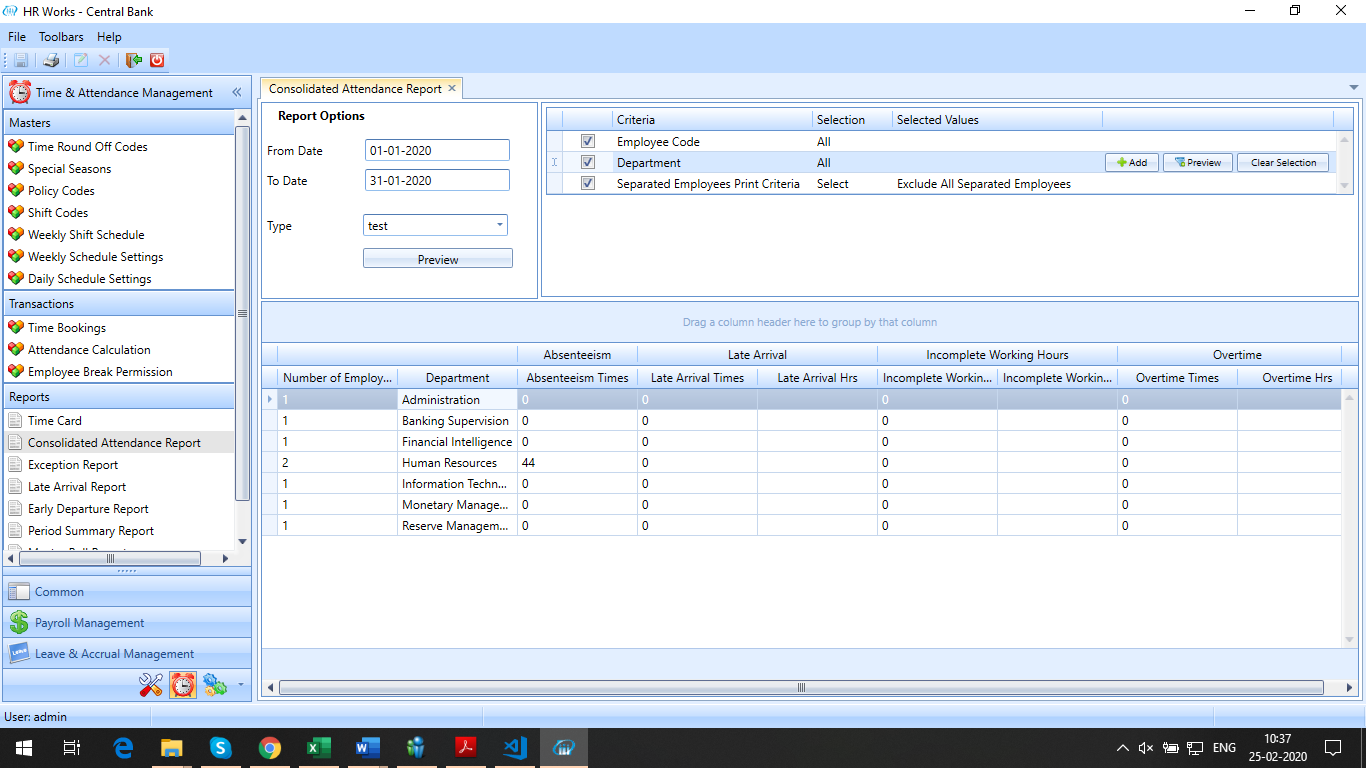 HR Works - Central Bank
File Toolbars Help
Time & Attendance Management
Masters
Time Round Off Codes
Special Seasons
Policy Codes
Shift Codes
Weekly Shift Schedule
Weekly Schedule Settings
Daily Schedule Settings
Transactions
Time Bookings
Attendance Calculation
Employee Break Permission
Reports
Time Card
Consolidated Attendance Report
Exception Report
Late Arrival Report
Early Departure Report
Period Summary Report
Common
Payroll Management
Leave & Accrual Management
Consolidated Attendance Report
Report Options
From Date 01-01-2020
To Date 31-01-2020
Type test
Preview
Criteria Selection Selected Values
Employee Code All
Department All Add Preview Clear Selection
Separated Employees Print Criteria Select Exclude All Separated Employees
Drag a column header here to group by that column
Absenteeism Late Arrival Incomplete Working Hours Overtime
Number of Employ... Department Absenteeism Times Late Arrival Times Late Arrival Hrs Incomplete Workin... Incomplete Workin... Overtime Times Overtime Hrs
1 Administration 0 0 0 0
1 Banking Supervision 0 0 0 0
1 Financial Intelligence 0 0 0 0
2 Human Resources 44 0 0 0
1 Information Techn... 0 0 0 0
1 Monetary Manage... 0 0 0 0
1 Reserve Managem... 0 0 0 0
User: admin
ENG
10:37
25-02-2020